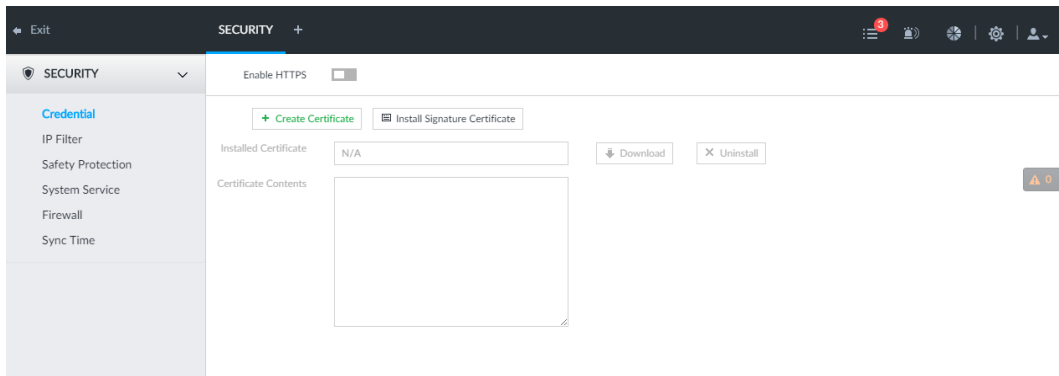 Exit
SECURITY +
3
SECURITY
Credential
IP Filter
Safety Protection
System Service
Firewall
Sync Time
Enable HTTPS
+ Create Certificate
Install Signature Certificate
Installed Certificate
N/A
Download
Uninstall
Certificate Contents
0